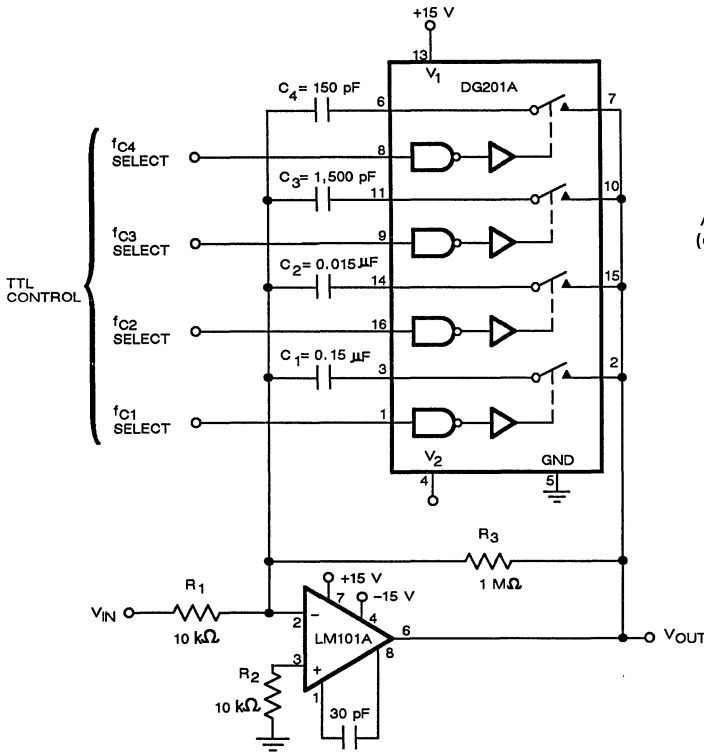 +15 V
13
V1
DG201A
C4 = 150 pF
6
7
fC4
SELECT
8
C3 = 1,500 pF
11
10
fC3
SELECT
9
C2 = 0.015 µF
14
15
TTL
CONTROL
fC2
SELECT
16
C1 = 0.15 µF
3
2
fC1
SELECT
1
V2
GND
4
5
R3
1 MΩ
R1
+15 V
-15 V
7
4
VIN
10 kΩ
2
−
LM101A
6
VOUT
8
3
+
R2
10 kΩ
1
30 pF